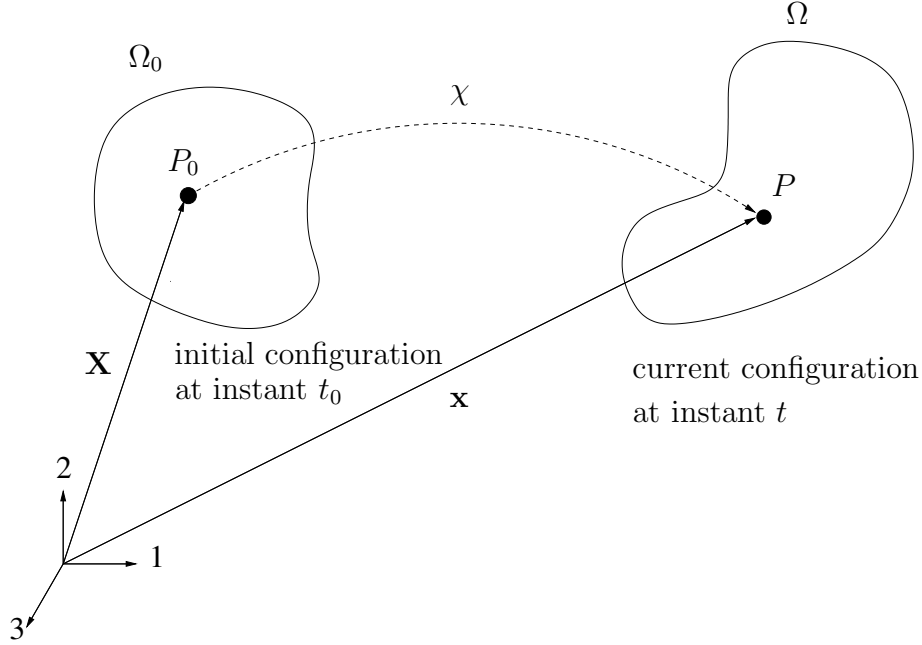 Ω
Ω₀
χ
P₀
P
X
initial configuration
at instant t₀
x
current configuration
at instant t
2
1
3